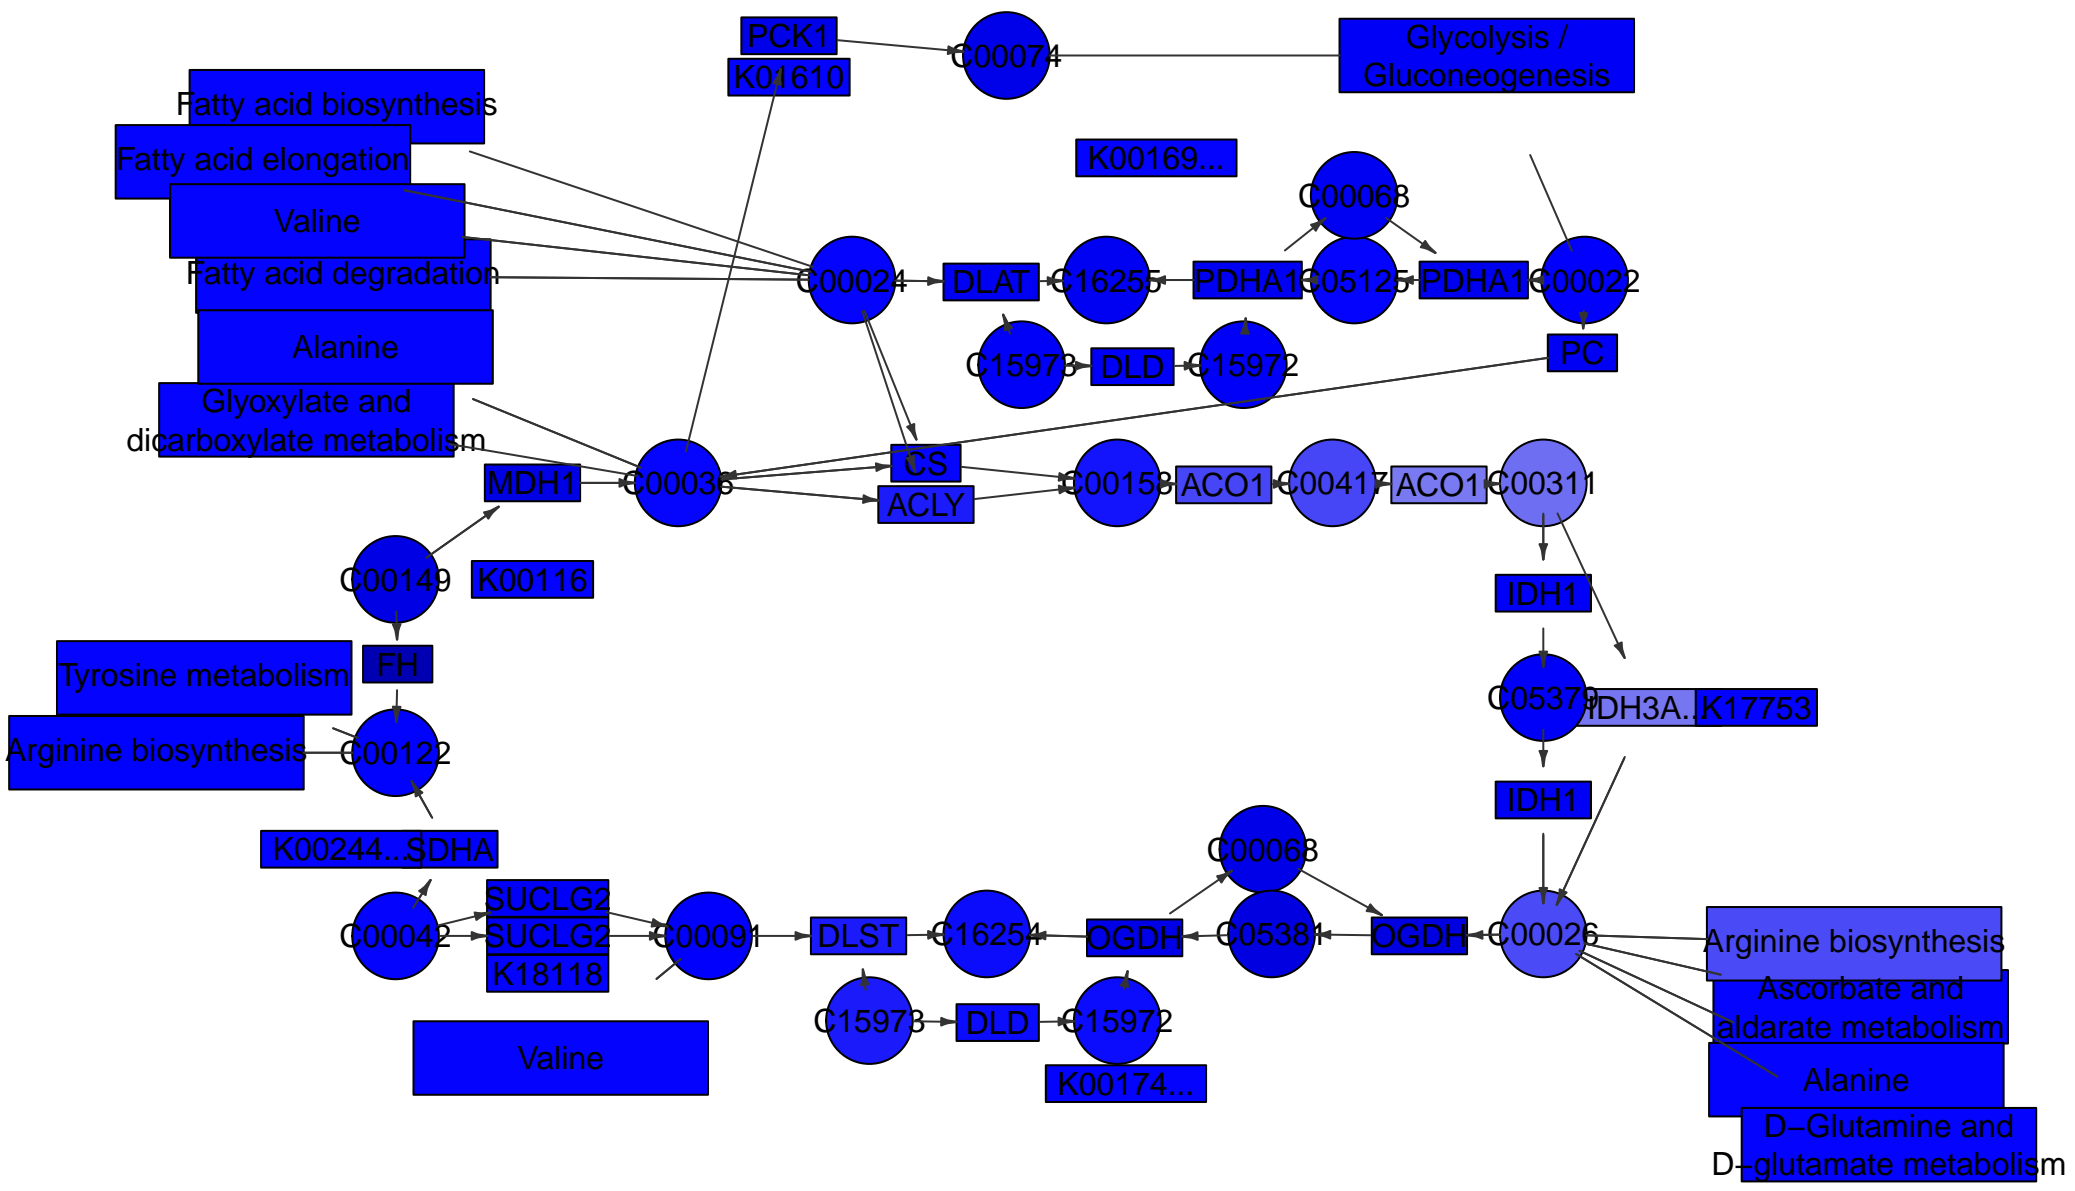 PCK1
K01610
C00074
Glycolysis /
Gluconeogenesis
Fatty acid biosynthesis
Fatty acid elongation
Valine
Fatty acid degradation
Alanine
Glyoxylate and
dicarboxylate metabolism
K00169...
C00068
C00024
DLAT
C16255
PDHA1
C05125
PDHA1
C00022
C15973
DLD
C15972
PC
MDH1
C00036
CS
ACLY
C00158
ACO1
C00417
ACO1
C00311
C00149
K00116
IDH1
Tyrosine metabolism
FH
C05379
IDH3A...
K17753
Arginine biosynthesis
C00122
IDH1
K00244...
SDHA
C00068
C00042
SUCLG2
SUCLG2
K18118
C00091
DLST
C16254
OGDH
C05381
OGDH
C00026
Arginine biosynthesis
Ascorbate and
aldarate metabolism
Valine
C15973
DLD
C15972
K00174...
Alanine
D−Glutamine and
D−glutamate metabolism